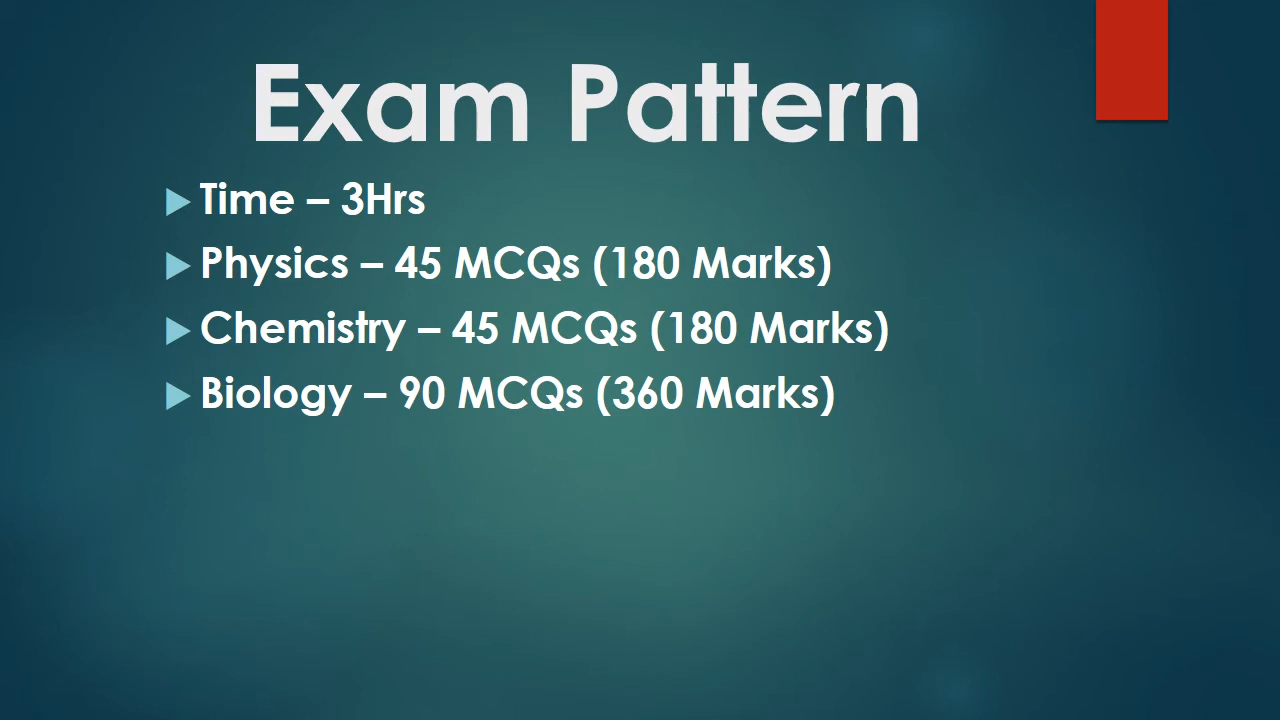 Exam Pattern
Time – 3Hrs
Physics – 45 MCQs (180 Marks)
Chemistry – 45 MCQs (180 Marks)
Biology – 90 MCQs (360 Marks)